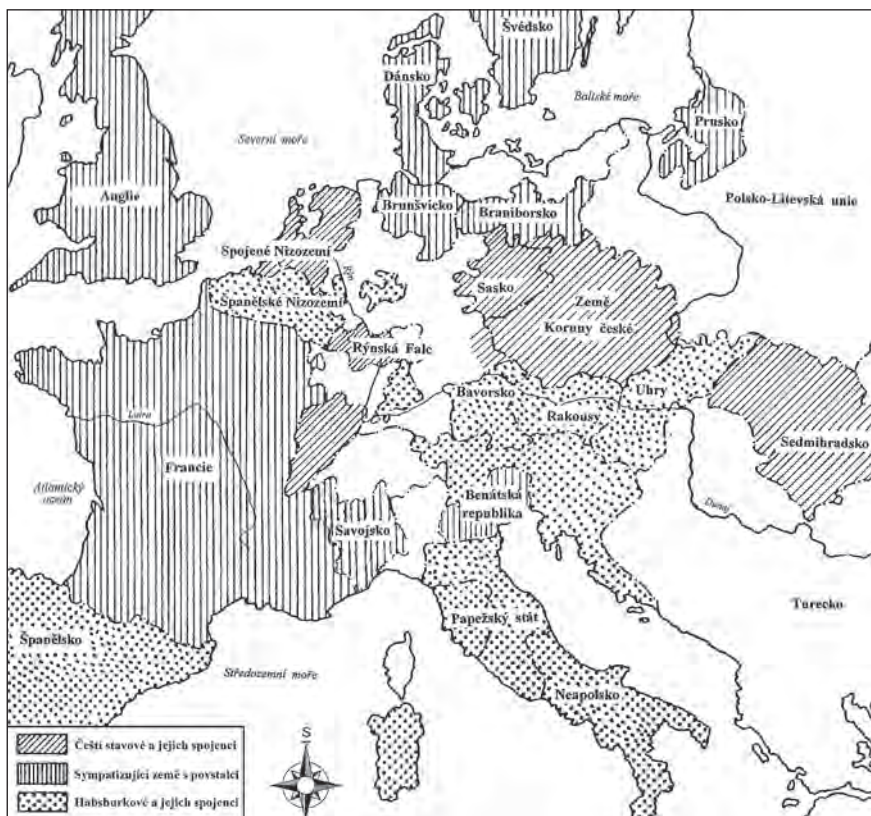 Švédsko
Dánsko
Baltské moře
Severní moře
Prusko
Anglie
Brunšvicko
Braniborsko
Polsko-Litevská unie
Spojené Nizozemí
Rýn
Sasko
Španělské Nizozemí
Země
Koruny české
Rýnská Falc
Bavorsko
Uhry
Rakousy
Loira
Sedmihradsko
Francie
Atlantický
oceán
Benátská
republika
Savojsko
Dunaj
Turecko
Papežský stát
Španělsko
Středozemní moře
Neapolsko
S
Čeští stavové a jejich spojenci
Sympatizující země s povstalci
Habsburkové a jejich spojenci